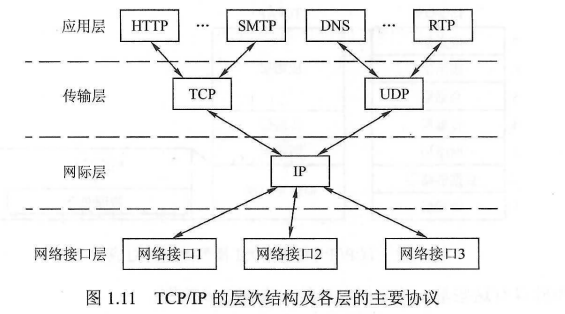 应用层 HTTP … SMTP DNS … RTP
传输层 TCP UDP
网际层 IP
网络接口层 网络接口1 网络接口2 网络接口3
图 1.11 TCP/IP 的层次结构及各层的主要协议